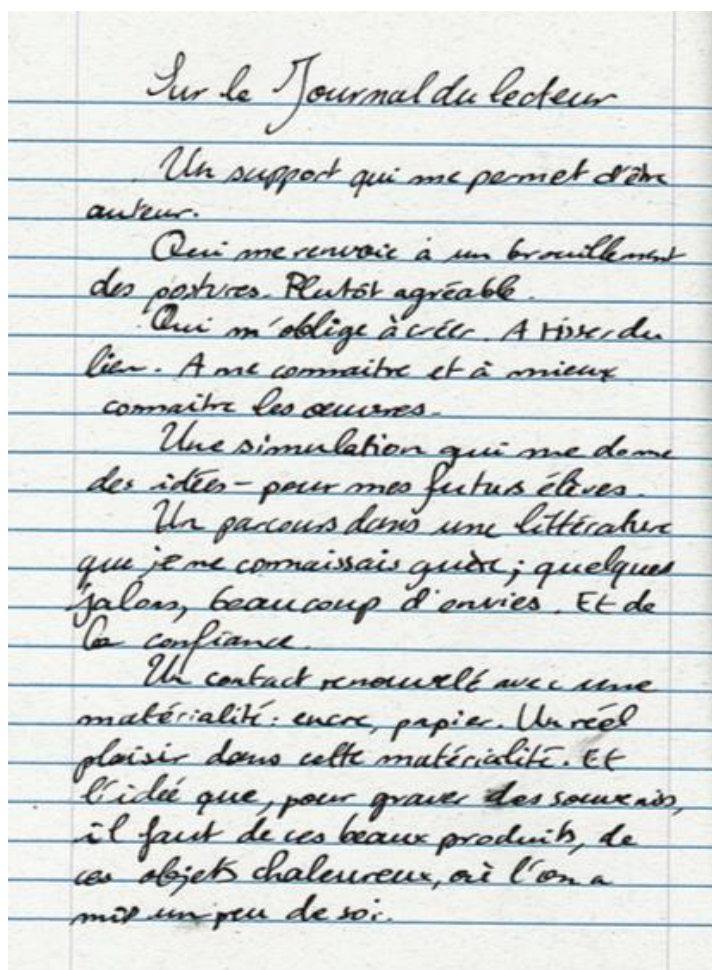 Sur le Journal du lecteur
Un support qui me permet d'être
auteur.
Qui me renvoie à un brouillement
des postures. Plutôt agréable.
Qui m'oblige à créer. A tisser du
lien. A me connaitre et à mieux
connaitre les œuvres.
Une simulation qui me donne
des idées - pour mes futurs élèves.
Un parcours dans une littérature
que je ne connaissais guère ; quelques
jalons, beaucoup d'envies. Et de
la confiance.
Un contact renouvelé avec une
matérialité : encre, papier. Un réel
plaisir dans cette matérialité. Et
l'idée que, pour graver des souvenirs,
il faut de ces beaux produits, de
ces objets chaleureux, où l'on a
mis un peu de soi.